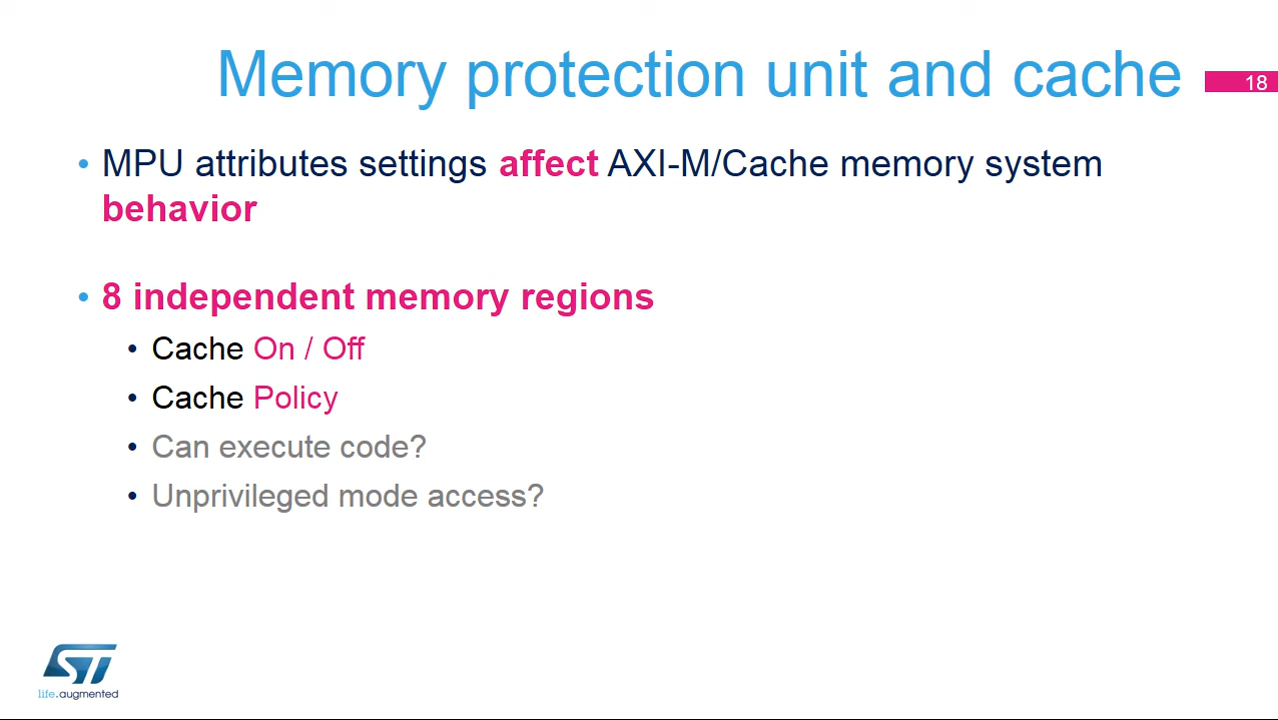 Memory protection unit and cache
18
• MPU attributes settings affect AXI-M/Cache memory system
behavior
• 8 independent memory regions
• Cache On / Off
• Cache Policy
• Can execute code?
• Unprivileged mode access?
ST
life.augmented